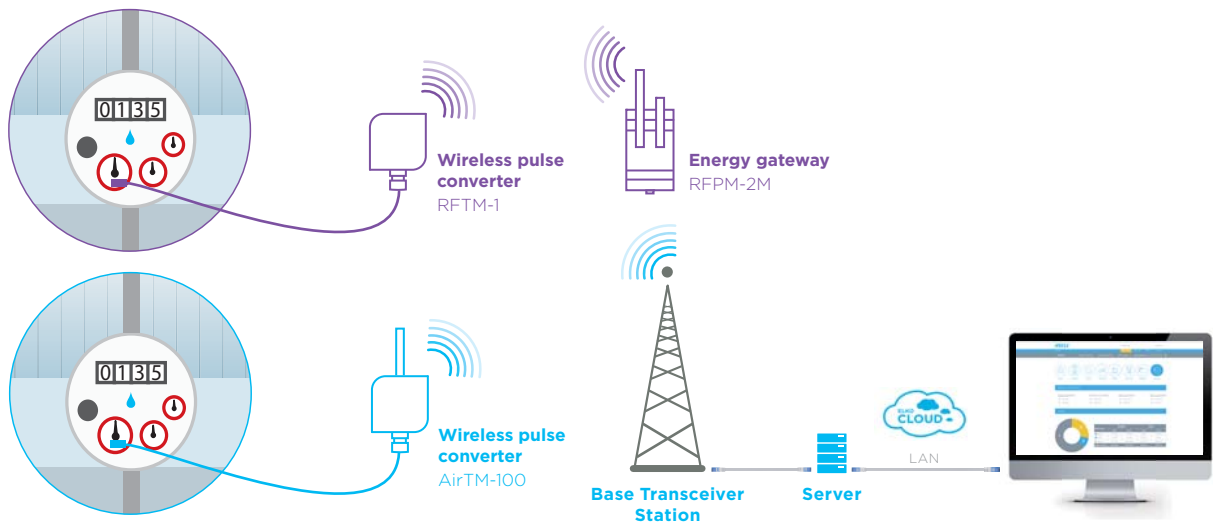 0135
Wireless pulse
converter
RFTM-1
Energy gateway
RFPM-2M
0135
Wireless pulse
converter
AirTM-100
Base Transceiver
Station
Server
ELKO
CLOUD
LAN